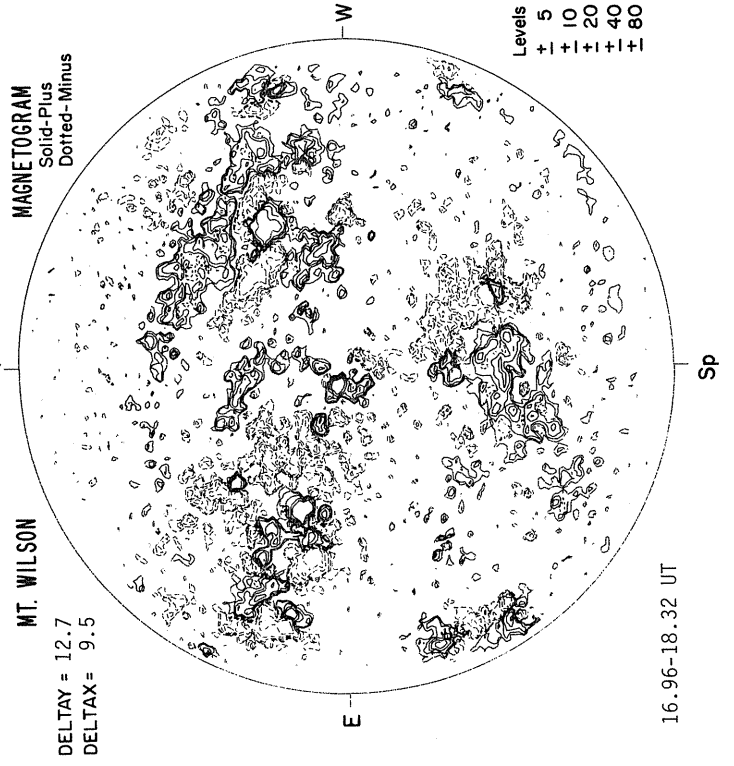 MT. WILSON
MAGNETOGRAM
Solid-Plus
Dotted-Minus
DELTAY = 12.7
DELTAX = 9.5
W
E
Levels
± 5
± 10
± 20
± 40
± 80
Sp
16.96-18.32 UT